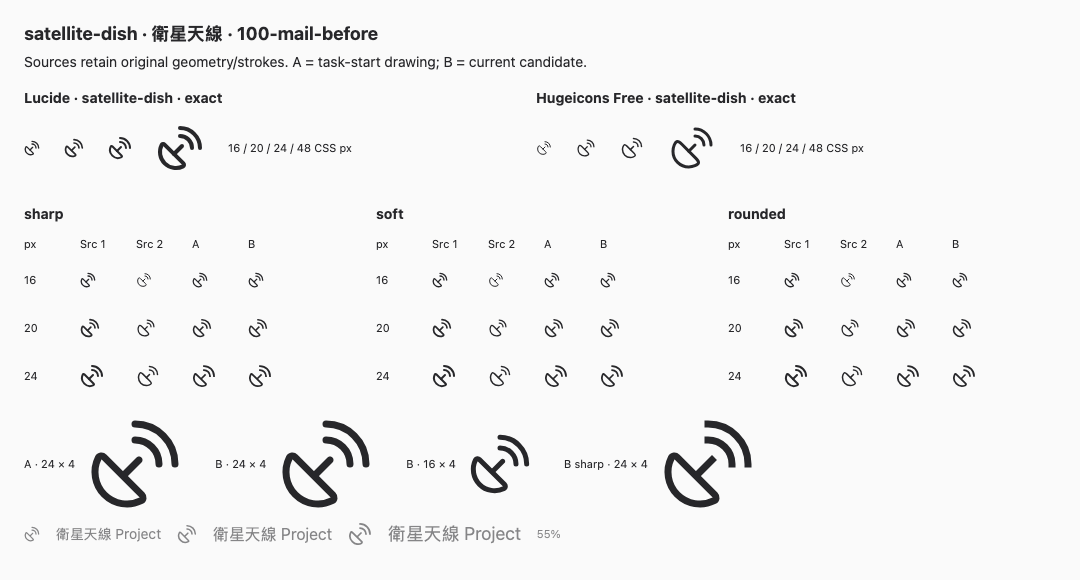 satellite-dish · 衛星天線 · 100-mail-before
Sources retain original geometry/strokes. A = task-start drawing; B = current candidate.
Lucide · satellite-dish · exact
16 / 20 / 24 / 48 CSS px
Hugeicons Free · satellite-dish · exact
16 / 20 / 24 / 48 CSS px
sharp
px Src 1 Src 2 A B
16
20
24
soft
px Src 1 Src 2 A B
16
20
24
rounded
px Src 1 Src 2 A B
16
20
24
A · 24 × 4
B · 24 × 4
B · 16 × 4
B sharp · 24 × 4
衛星天線 Project 衛星天線 Project 衛星天線 Project 55%